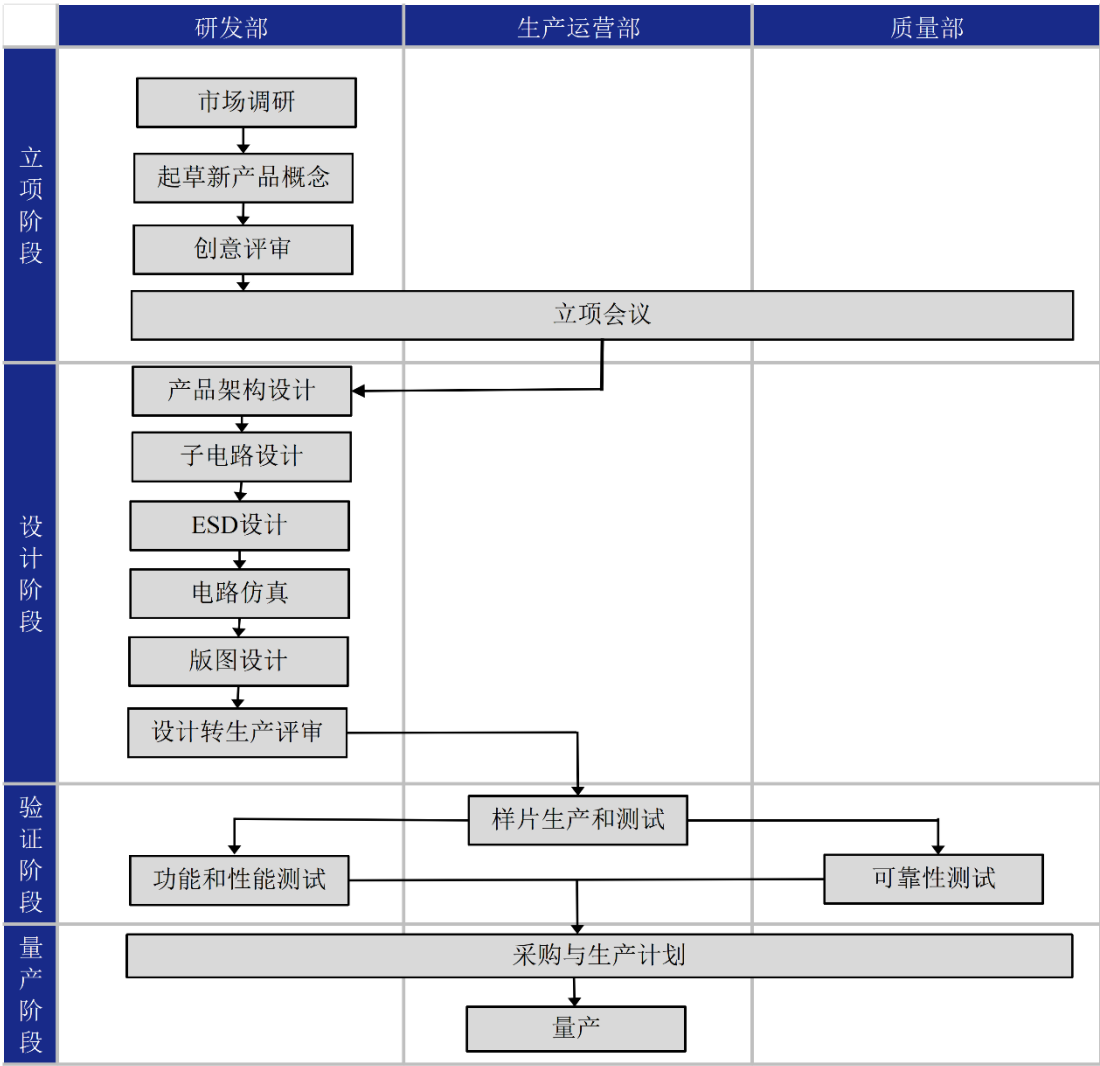 研发部
生产运营部
质量部
立项阶段
市场调研
起草新产品概念
创意评审
立项会议
设计阶段
产品架构设计
子电路设计
ESD设计
电路仿真
版图设计
设计转生产评审
验证阶段
样片生产和测试
功能和性能测试
可靠性测试
量产阶段
采购与生产计划
量产